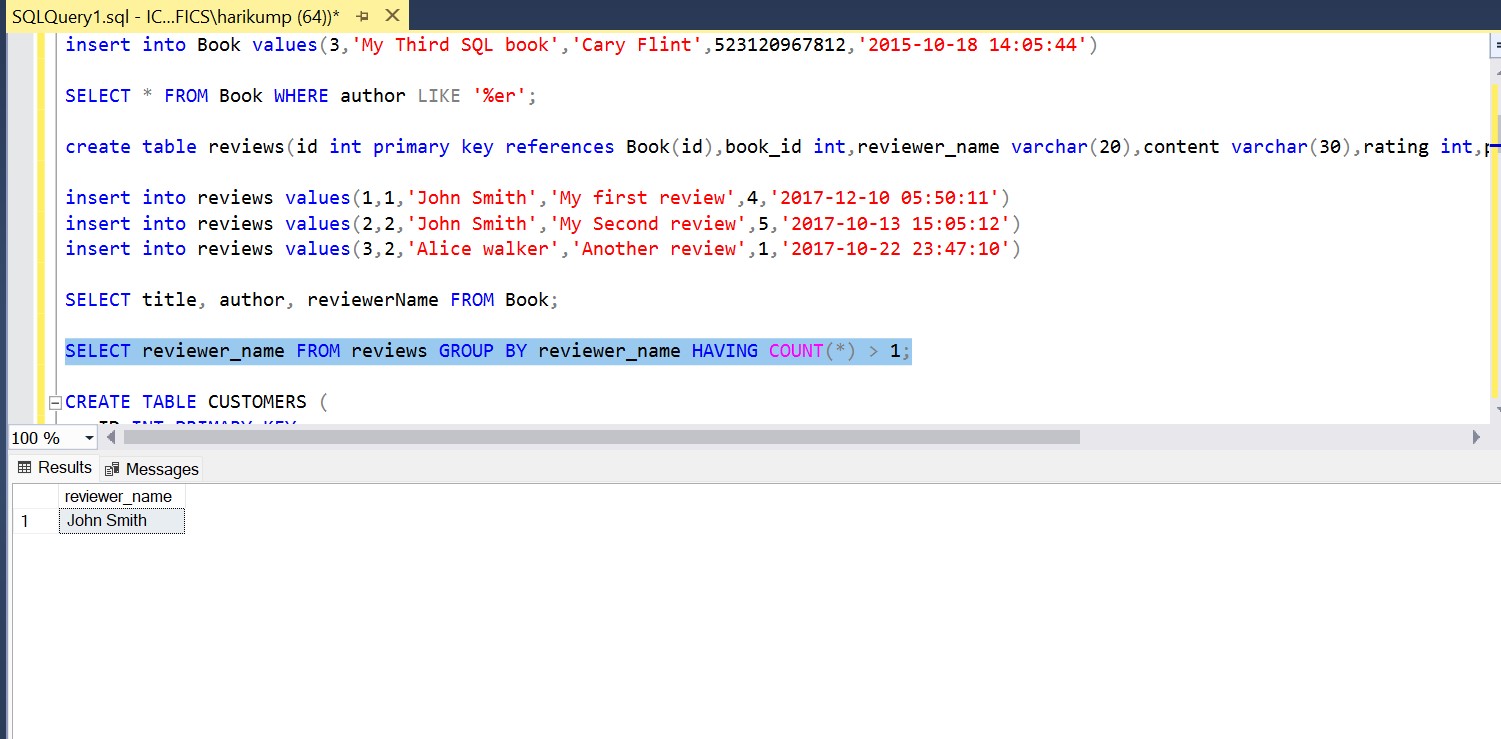 SQLQuery1.sql - IC...FICS\harikump (64))*
insert into Book values(3,'My Third SQL book','Cary Flint',523120967812,'2015-10-18 14:05:44')
SELECT * FROM Book WHERE author LIKE '%er';
create table reviews(id int primary key references Book(id),book_id int,reviewer_name varchar(20),content varchar(30),rating int,
insert into reviews values(1,1,'John Smith','My first review',4,'2017-12-10 05:50:11')
insert into reviews values(2,2,'John Smith','My Second review',5,'2017-10-13 15:05:12')
insert into reviews values(3,2,'Alice walker','Another review',1,'2017-10-22 23:47:10')
SELECT title, author, reviewerName FROM Book;
SELECT reviewer_name FROM reviews GROUP BY reviewer_name HAVING COUNT(*) > 1;
CREATE TABLE CUSTOMERS (
ID INT PRIMARY KEY
100 %
Results Messages
reviewer_name
1 John Smith